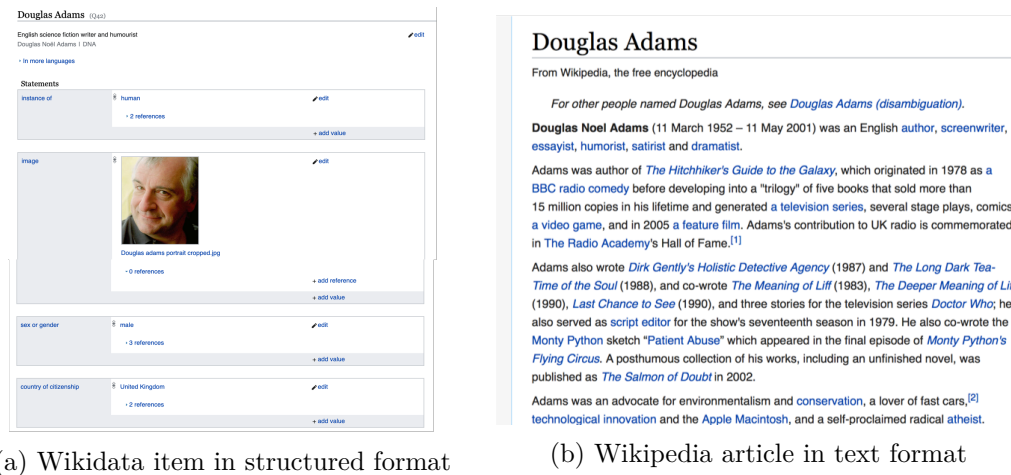 Douglas Adams (Q42)
English science fiction writer and humourist
edit
Douglas Noël Adams | DNA
In more languages
Statements
instance of
human
edit
2 references
+ add value
image
edit
Douglas adams portrait cropped.jpg
0 references
+ add reference
+ add value
sex or gender
male
edit
3 references
+ add value
country of citizenship
United Kingdom
edit
2 references
+ add value
(a) Wikidata item in structured format
Douglas Adams
From Wikipedia, the free encyclopedia
For other people named Douglas Adams, see Douglas Adams (disambiguation).
Douglas Noel Adams (11 March 1952 – 11 May 2001) was an English author, screenwriter,
essayist, humorist, satirist and dramatist.
Adams was author of The Hitchhiker's Guide to the Galaxy, which originated in 1978 as a
BBC radio comedy before developing into a "trilogy" of five books that sold more than
15 million copies in his lifetime and generated a television series, several stage plays, comics
a video game, and in 2005 a feature film. Adams's contribution to UK radio is commemorated
in The Radio Academy's Hall of Fame.[1]
Adams also wrote Dirk Gently's Holistic Detective Agency (1987) and The Long Dark Tea-
Time of the Soul (1988), and co-wrote The Meaning of Liff (1983), The Deeper Meaning of Li
(1990), Last Chance to See (1990), and three stories for the television series Doctor Who; he
also served as script editor for the show's seventeenth season in 1979. He also co-wrote the
Monty Python sketch "Patient Abuse" which appeared in the final episode of Monty Python's
Flying Circus. A posthumous collection of his works, including an unfinished novel, was
published as The Salmon of Doubt in 2002.
Adams was an advocate for environmentalism and conservation, a lover of fast cars,[2]
technological innovation and the Apple Macintosh, and a self-proclaimed radical atheist.
(b) Wikipedia article in text format